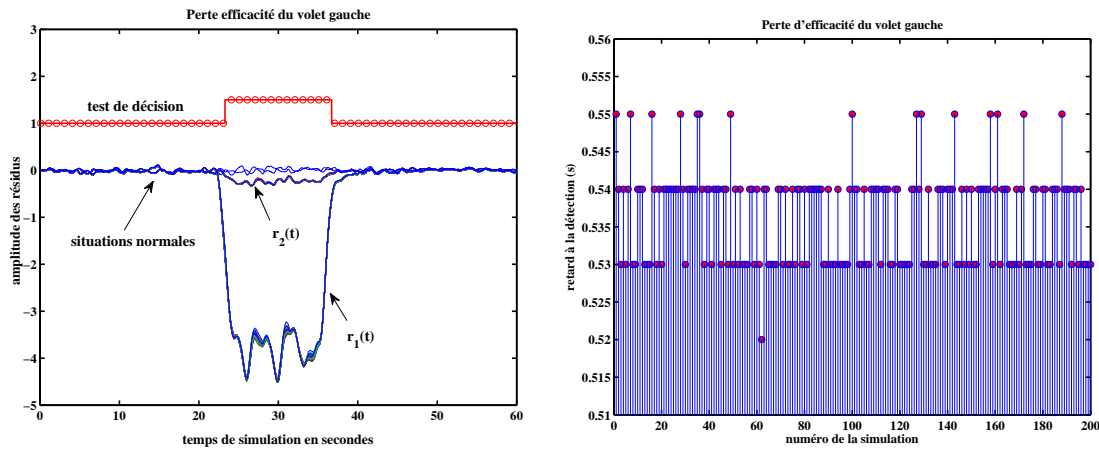 Perte efficacité du volet gauche
3
2
1
0
−1
−2
−3
−4
−5
amplitude des résidus
test de décision
situations normales
r_2(t)
r_1(t)
0 10 20 30 40 50 60
temps de simulation en secondes
Perte d'efficacité du volet gauche
0.56
0.555
0.55
0.545
0.54
0.535
0.53
0.525
0.52
0.515
0.51
retard à la détection (s)
0 20 40 60 80 100 120 140 160 180 200
numéro de la simulation